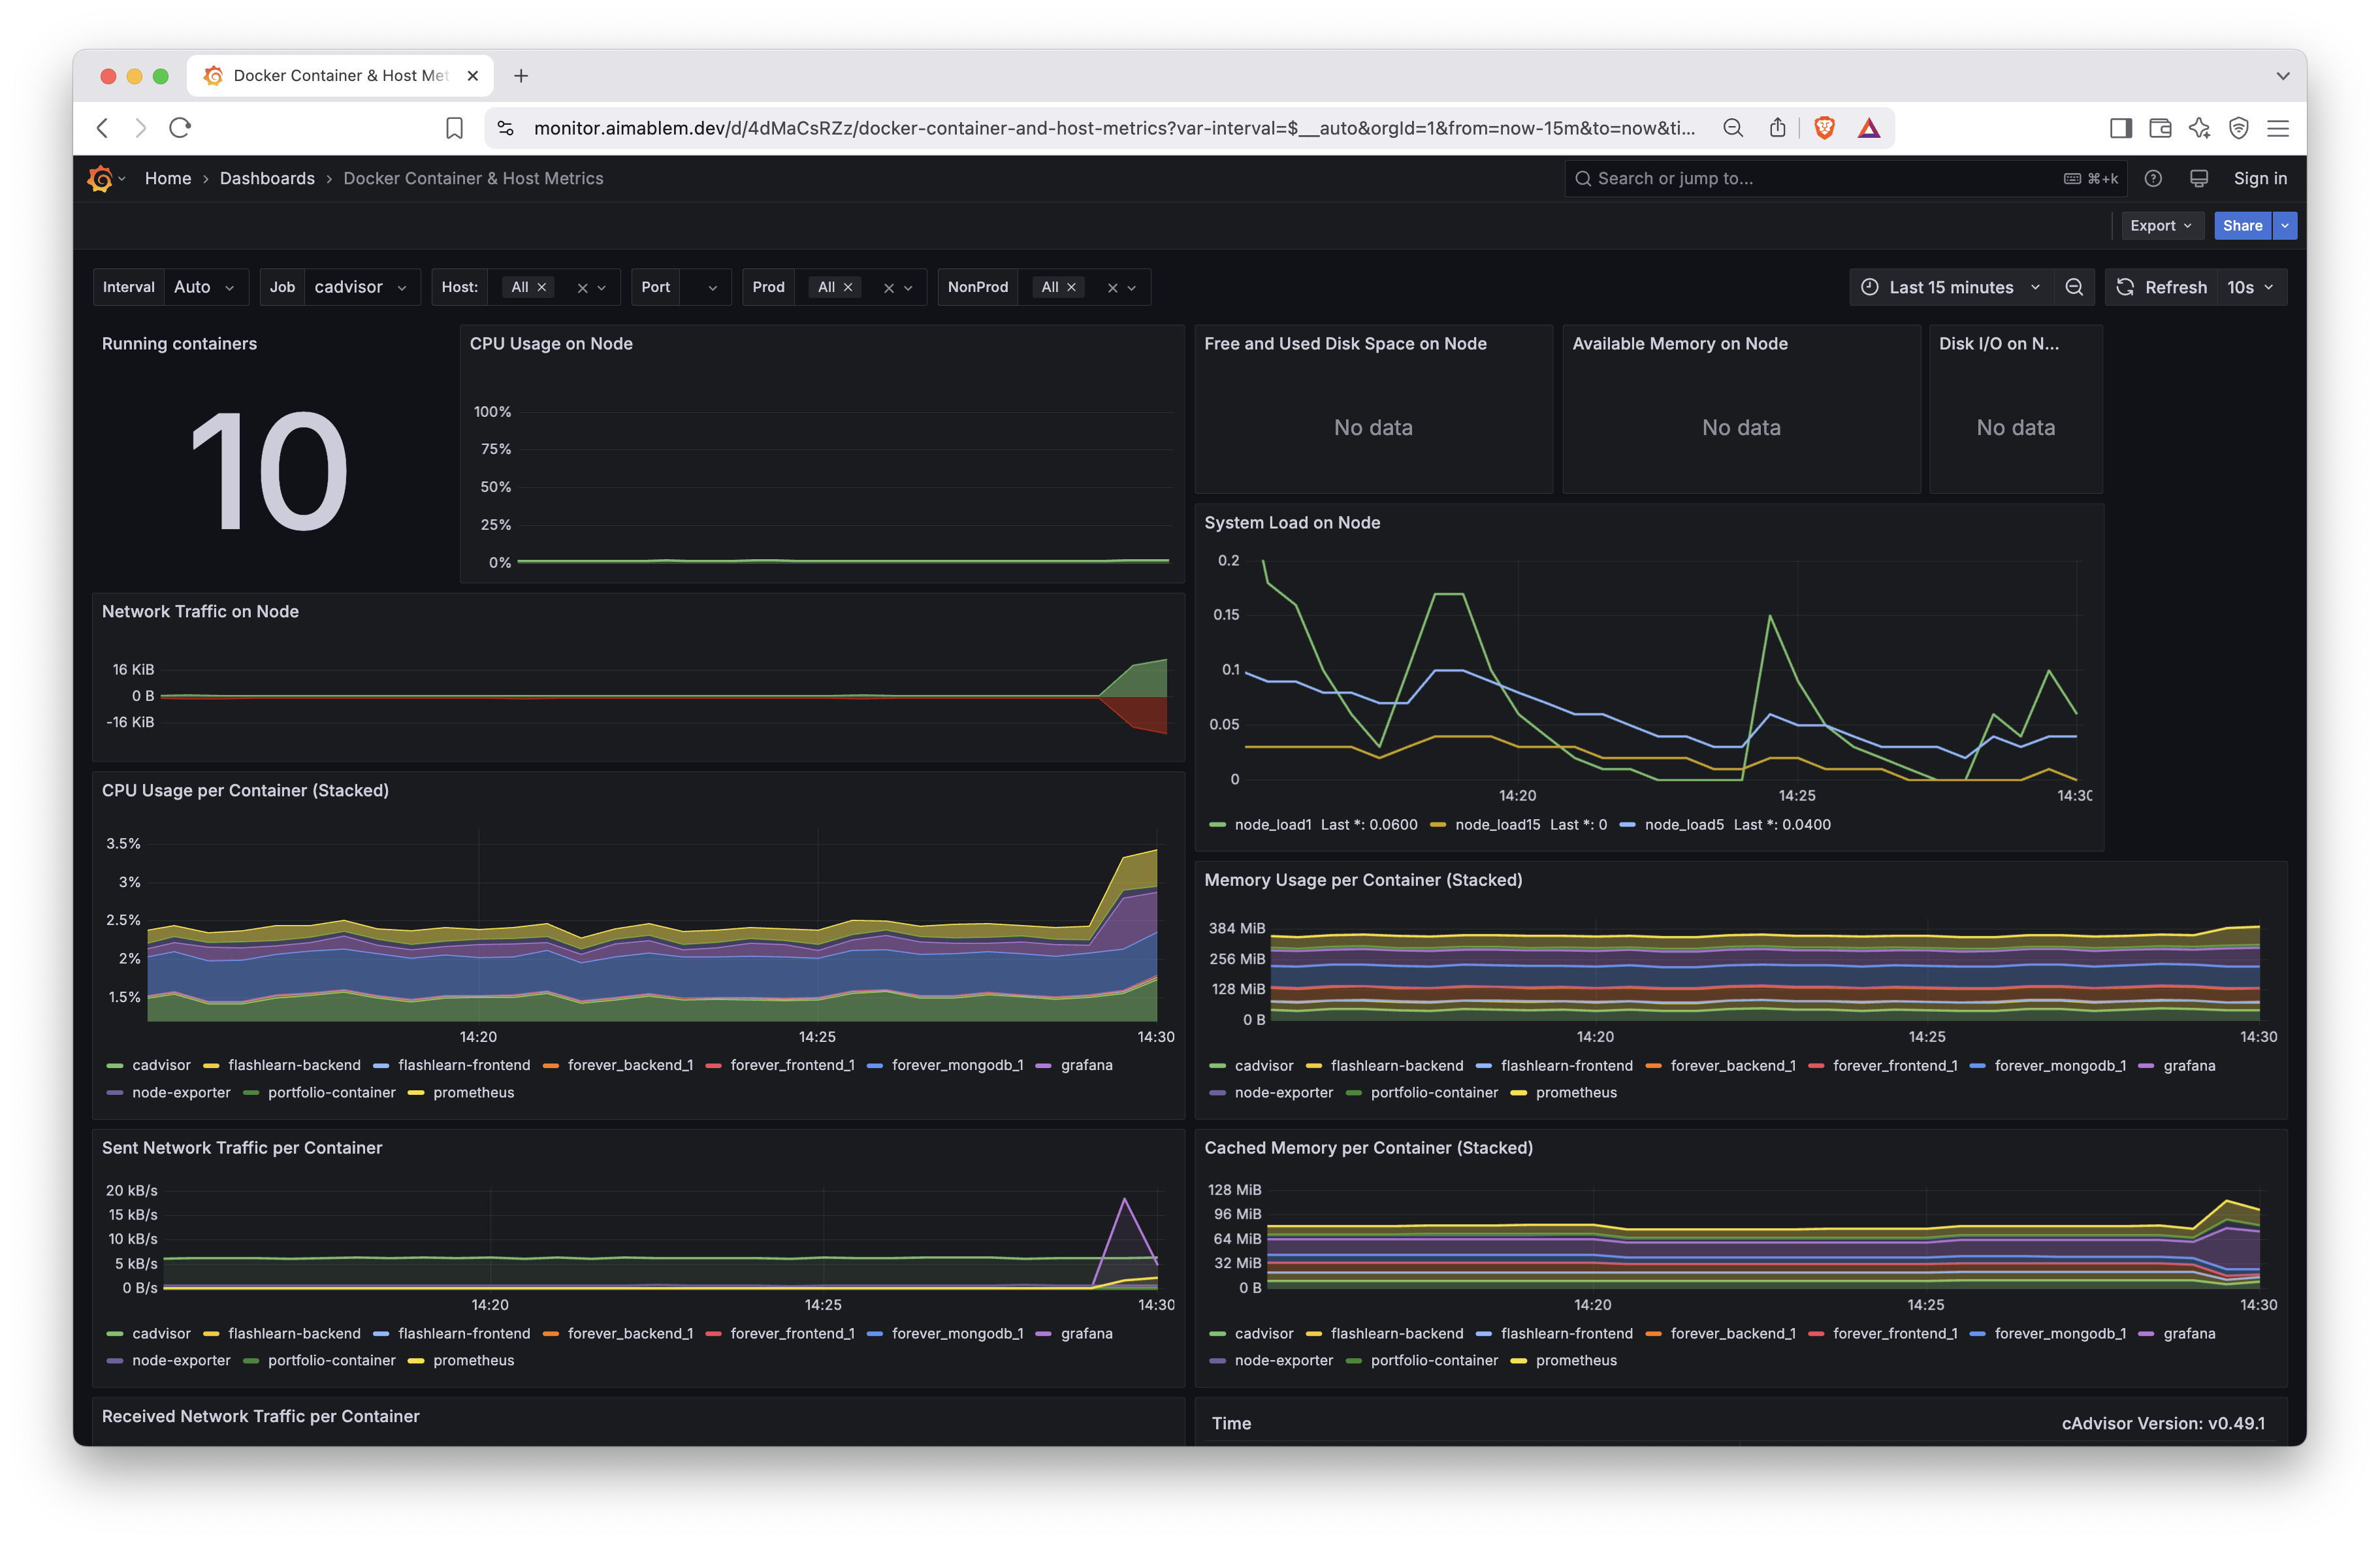 Docker Container & Host Met
monitor.aimablem.dev/d/4dMaCsRZz/docker-container-and-host-metrics?var-interval=$__auto&orgId=1&from=now-15m&to=now&ti...
Home › Dashboards › Docker Container & Host Metrics
Search or jump to...
⌘+k
Sign in
Export
Share
Interval Auto
Job cadvisor
Host: All
Port
Prod All
NonProd All
Last 15 minutes
Refresh 10s
Running containers
10
CPU Usage on Node
100%
75%
50%
25%
0%
Free and Used Disk Space on Node
No data
Available Memory on Node
No data
Disk I/O on N...
No data
Network Traffic on Node
16 KiB
0 B
-16 KiB
System Load on Node
0.2
0.15
0.1
0.05
0
14:20 14:25 14:30
node_load1 Last *: 0.0600 node_load15 Last *: 0 node_load5 Last *: 0.0400
CPU Usage per Container (Stacked)
3.5%
3%
2.5%
2%
1.5%
14:20 14:25 14:30
cadvisor flashlearn-backend flashlearn-frontend forever_backend_1 forever_frontend_1 forever_mongodb_1 grafana
node-exporter portfolio-container prometheus
Memory Usage per Container (Stacked)
384 MiB
256 MiB
128 MiB
0 B
14:20 14:25 14:30
cadvisor flashlearn-backend flashlearn-frontend forever_backend_1 forever_frontend_1 forever_mongodb_1 grafana
node-exporter portfolio-container prometheus
Sent Network Traffic per Container
20 kB/s
15 kB/s
10 kB/s
5 kB/s
0 B/s
14:20 14:25 14:30
cadvisor flashlearn-backend flashlearn-frontend forever_backend_1 forever_frontend_1 forever_mongodb_1 grafana
node-exporter portfolio-container prometheus
Cached Memory per Container (Stacked)
128 MiB
96 MiB
64 MiB
32 MiB
0 B
14:20 14:25 14:30
cadvisor flashlearn-backend flashlearn-frontend forever_backend_1 forever_frontend_1 forever_mongodb_1 grafana
node-exporter portfolio-container prometheus
Received Network Traffic per Container
Time
cAdvisor Version: v0.49.1